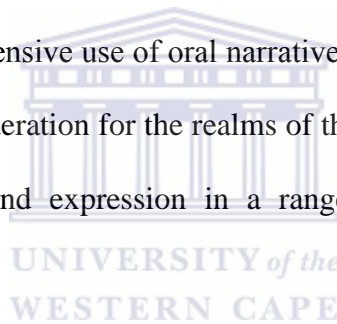 ensive use of oral narrative
eration for the realms of th
nd expression in a range
UNIVERSITY of the
WESTERN CAPE